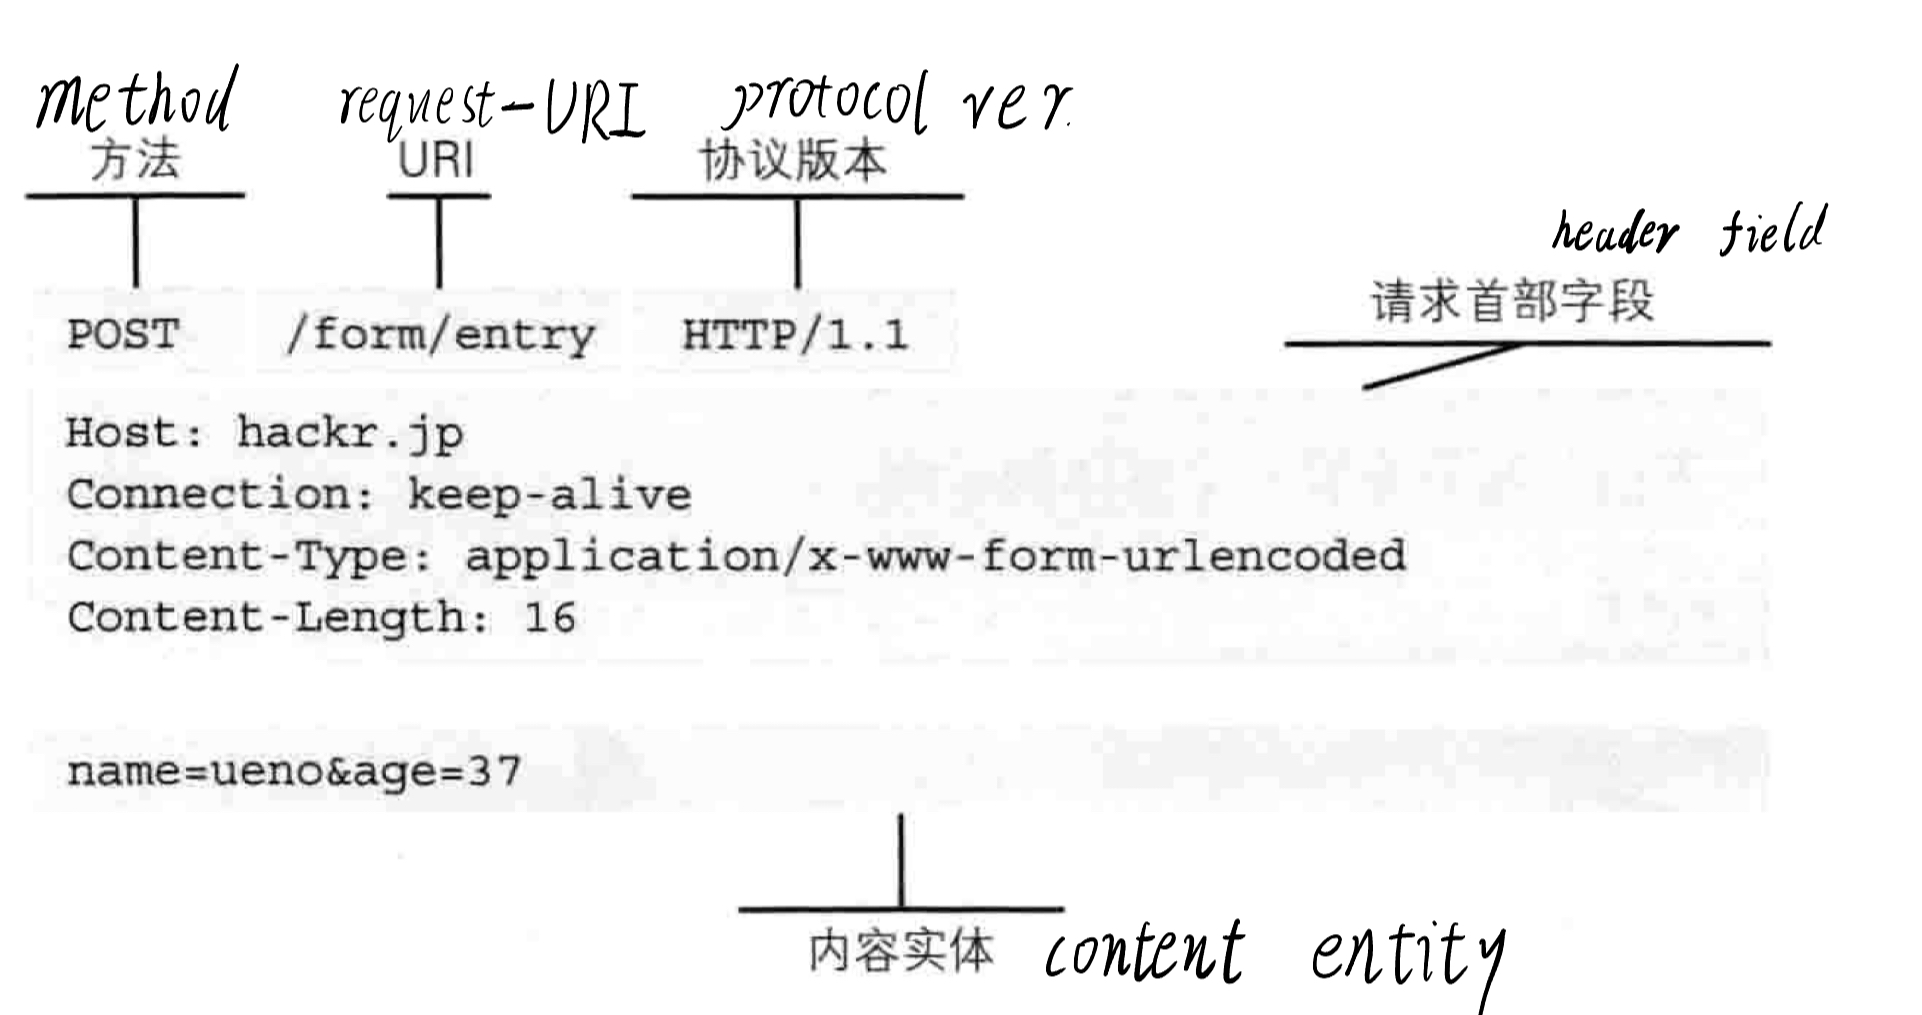 method request-URI protocol ver.
方法 URI 协议版本
header field
请求首部字段
POST /form/entry HTTP/1.1
Host: hackr.jp
Connection: keep-alive
Content-Type: application/x-www-form-urlencoded
Content-Length: 16
name=ueno&age=37
内容实体 content entity